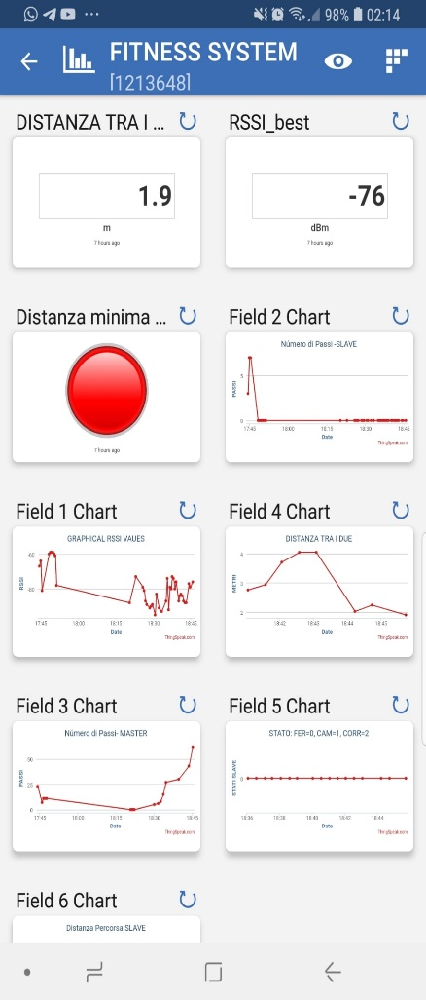 98% 02:14
FITNESS SYSTEM
[1213648]
DISTANZA TRA I ...
RSSI_best
1.9
m
7 hours ago
-76
dBm
7 hours ago
Distanza minima ...
7 hours ago
Field 2 Chart
Número di Passi -SLAVE
PASSI
5
0
17:45 18:00 18:15 18:30 18:45
Date
ThingSpeak.com
Field 1 Chart
GRAPHICAL RSSI VAUES
RSSI
-60
-80
17:45 18:00 18:15 18:30 18:45
Date
ThingSpeak.com
Field 4 Chart
DISTANZA TRA I DUE
METRI
4
3
2
18:42 18:43 18:44 18:45
Date
ThingSpeak.com
Field 3 Chart
Número di Passi- MASTER
PASSI
50
25
0
17:45 18:00 18:15 18:30 18:45
Date
ThingSpeak.com
Field 5 Chart
STATO: FER=0, CAM=1, CORR=2
STATI SLAVE
0
18:36 18:38 18:40 18:42 18:44
Date
ThingSpeak.com
Field 6 Chart
Distanza Percorsa SLAVE